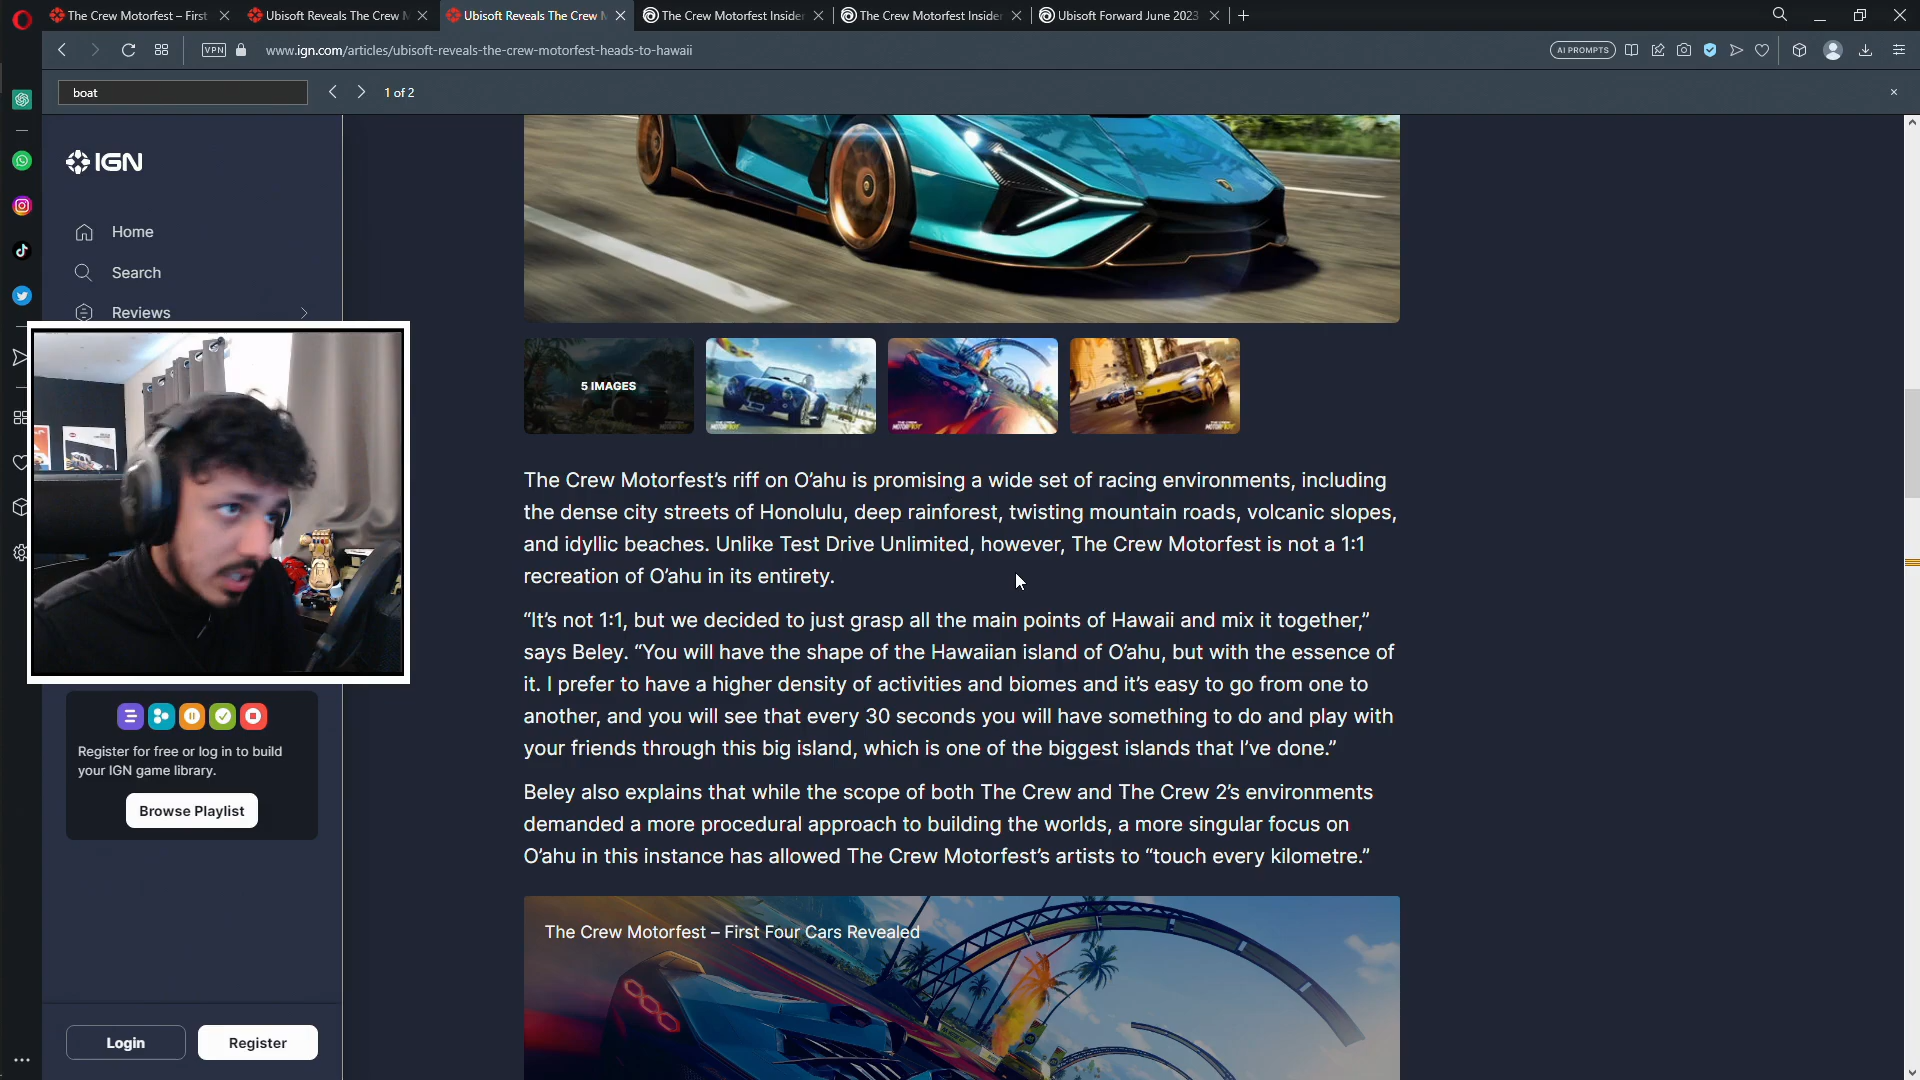 The Crew Motorfest – First
Ubisoft Reveals The Crew M
Ubisoft Reveals The Crew M
The Crew Motorfest Insider
The Crew Motorfest Insider
Ubisoft Forward June 2023
VPN
www.ign.com/articles/ubisoft-reveals-the-crew-motorfest-heads-to-hawaii
AI PROMPTS
boat
1 of 2
IGN
Home
Search
Reviews
5 IMAGES
The Crew Motorfest’s riff on O’ahu is promising a wide set of racing environments, including
the dense city streets of Honolulu, deep rainforest, twisting mountain roads, volcanic slopes,
and idyllic beaches. Unlike Test Drive Unlimited, however, The Crew Motorfest is not a 1:1
recreation of O’ahu in its entirety.
“It’s not 1:1, but we decided to just grasp all the main points of Hawaii and mix it together,”
says Beley. “You will have the shape of the Hawaiian island of O’ahu, but with the essence of
it. I prefer to have a higher density of activities and biomes and it’s easy to go from one to
another, and you will see that every 30 seconds you will have something to do and play with
your friends through this big island, which is one of the biggest islands that I’ve done.”
Beley also explains that while the scope of both The Crew and The Crew 2’s environments
demanded a more procedural approach to building the worlds, a more singular focus on
O’ahu in this instance has allowed The Crew Motorfest’s artists to “touch every kilometre.”
The Crew Motorfest – First Four Cars Revealed
Register for free or log in to build
your IGN game library.
Browse Playlist
Login
Register